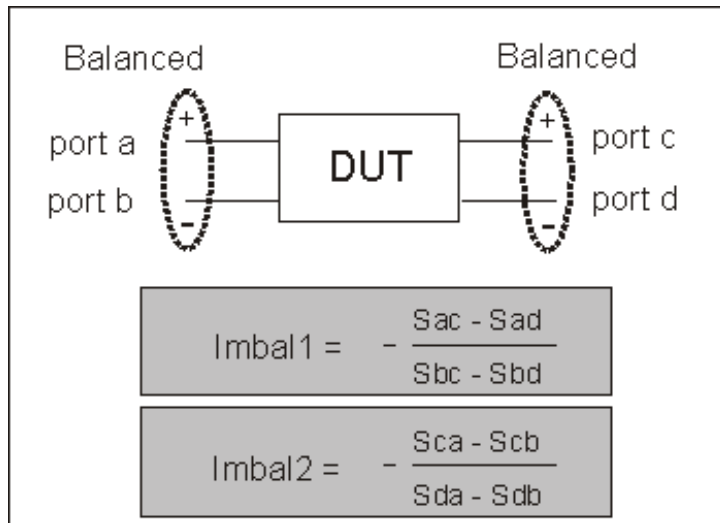 Balanced Balanced
+ +
port a port c
DUT
port b port d
- -
Imbal1 = - Sac - Sad
Sbc - Sbd
Imbal2 = - Sca - Scb
Sda - Sdb